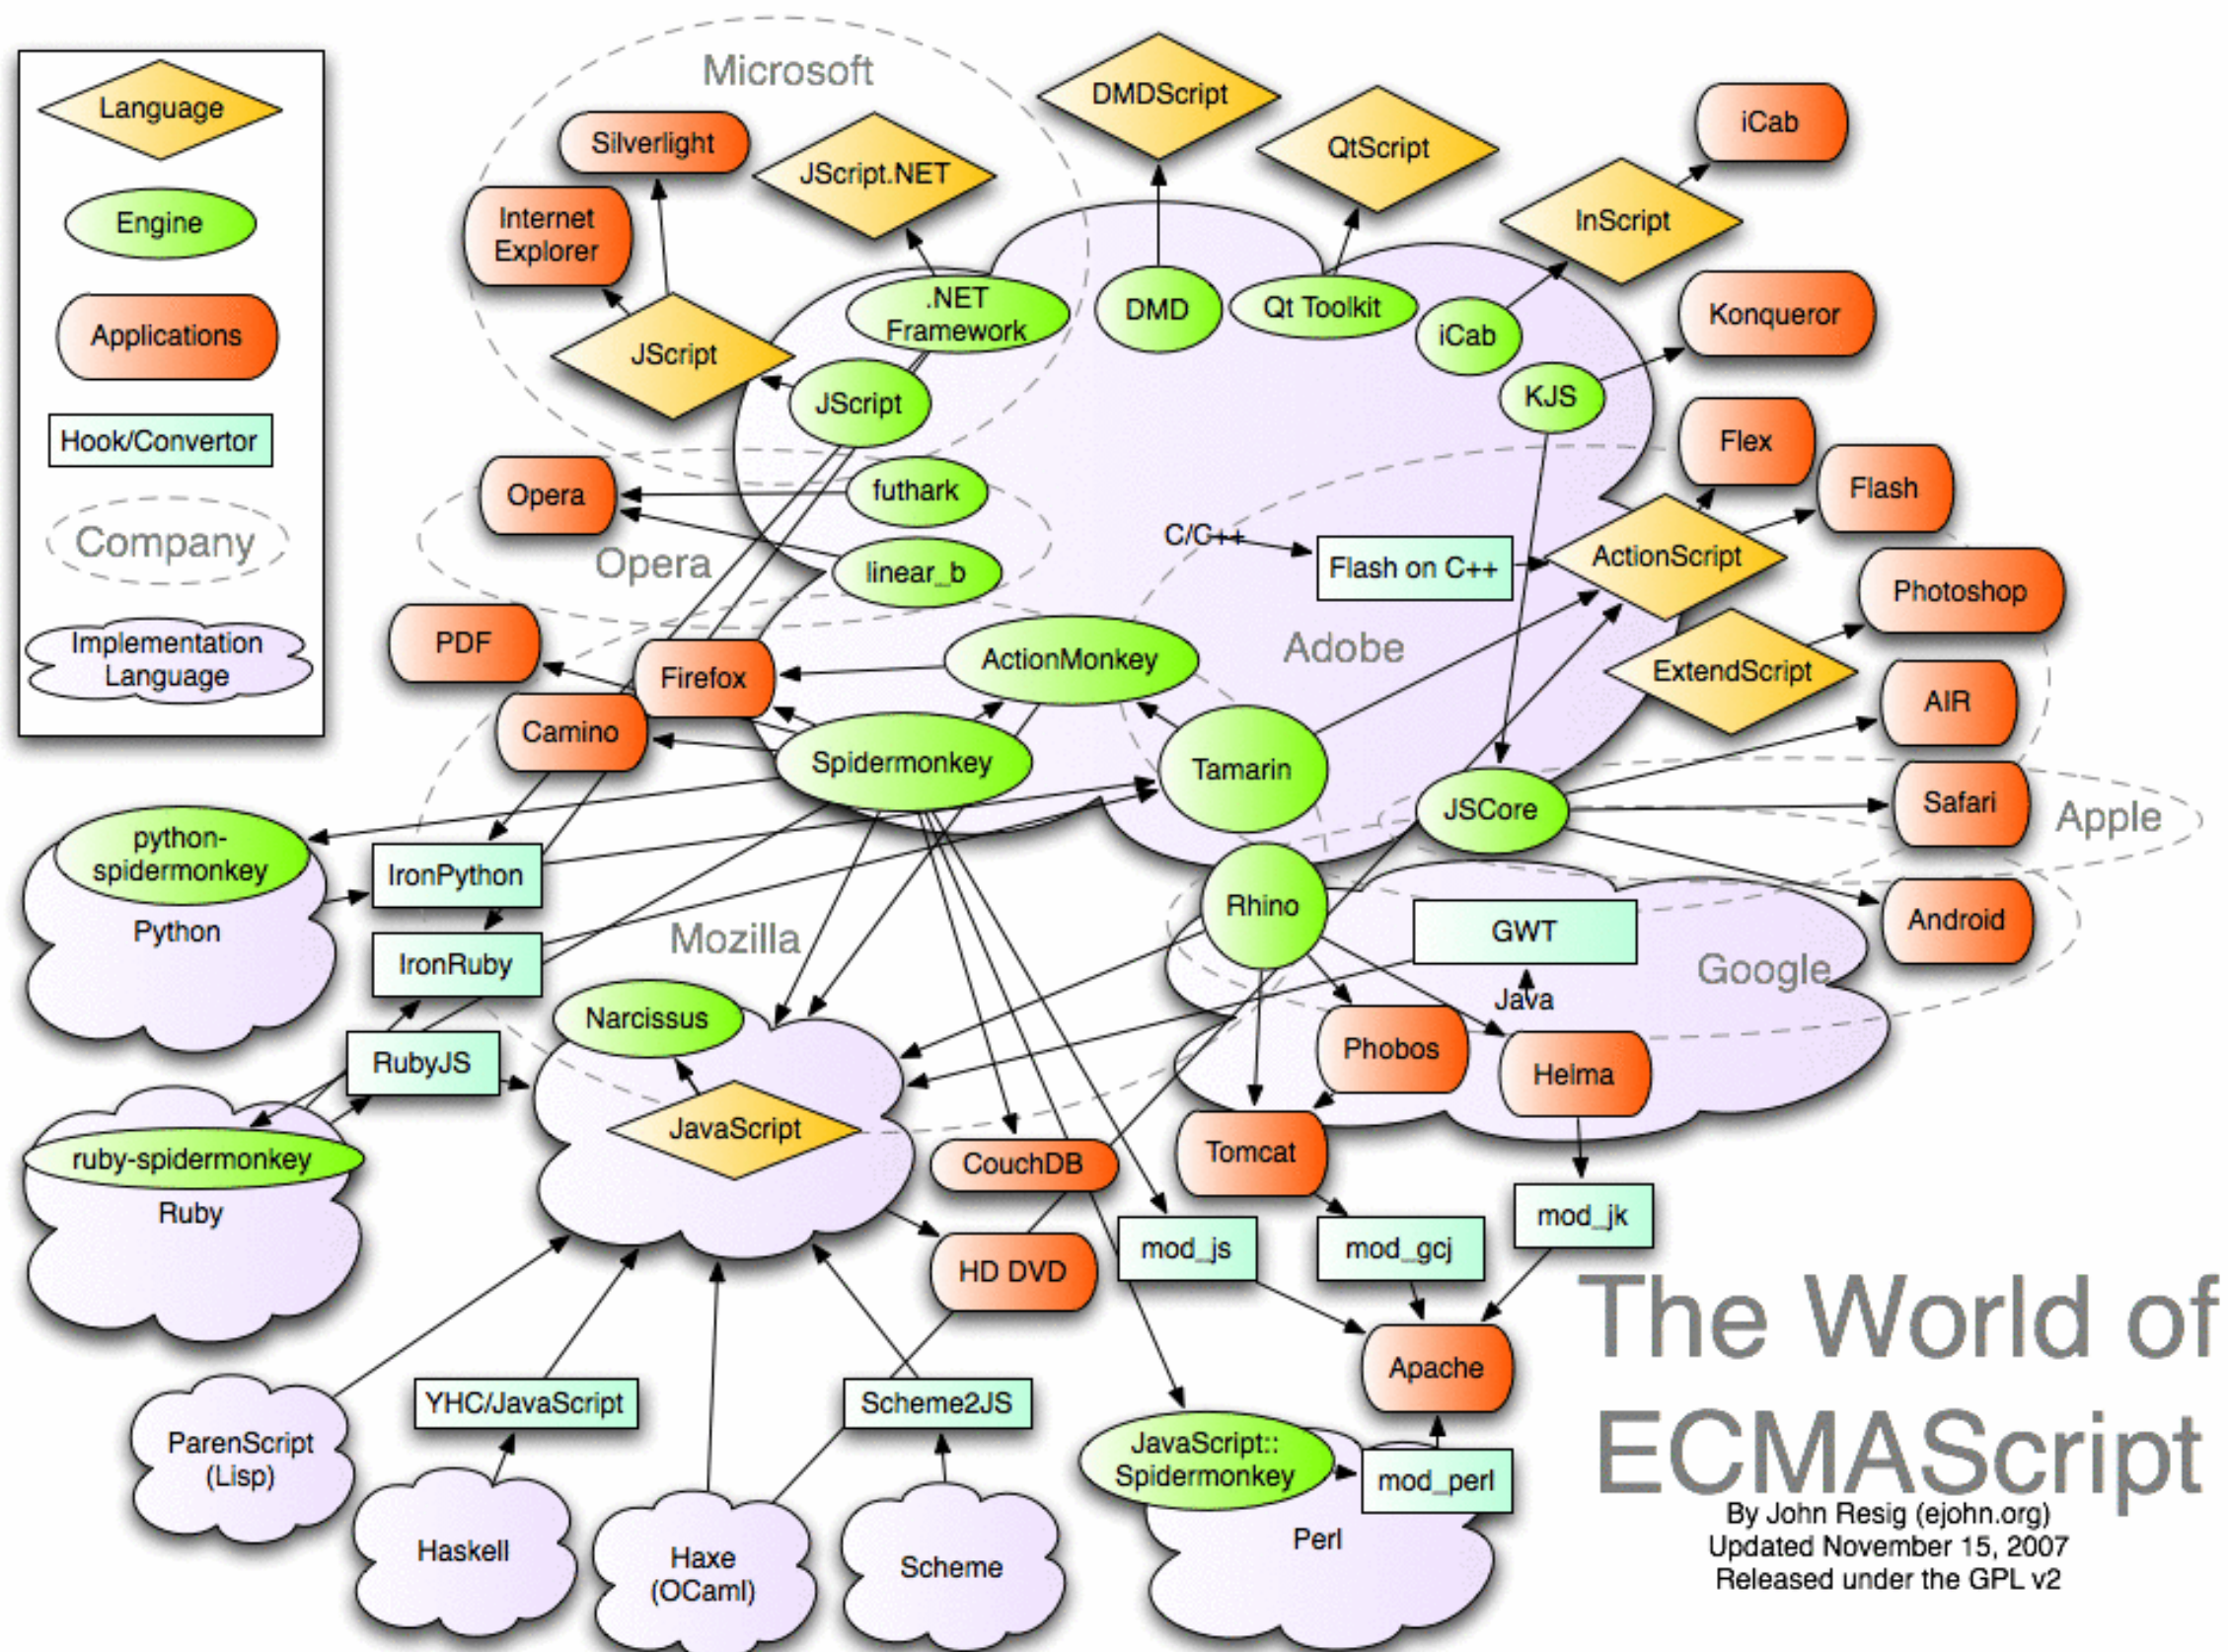 Language
Engine
Applications
Hook/Convertor
Company
Implementation
Language
Microsoft
Silverlight
JScript.NET
Internet
Explorer
JScript
.NET
Framework
JScript
DMDScript
QtScript
iCab
InScript
DMD
Qt Toolkit
iCab
Konqueror
KJS
Flex
Flash
Opera
futhark
Opera
linear_b
C/C++
Flash on C++
ActionScript
Photoshop
PDF
Firefox
ActionMonkey
Adobe
ExtendScript
AIR
Camino
Spidermonkey
Tamarin
JSCore
Safari
Apple
python-
spidermonkey
Python
IronPython
IronRuby
Mozilla
Rhino
GWT
Java
Google
Android
Narcissus
RubyJS
JavaScript
Phobos
Helma
ruby-spidermonkey
Ruby
CouchDB
Tomcat
HD DVD
mod_js
mod_gcj
mod_jk
ParenScript
(Lisp)
YHC/JavaScript
Scheme2JS
Apache
JavaScript::
Spidermonkey
mod_perl
Perl
Haskell
Haxe
(OCaml)
Scheme
The World of
ECMAScript
By John Resig (ejohn.org)
Updated November 15, 2007
Released under the GPL v2